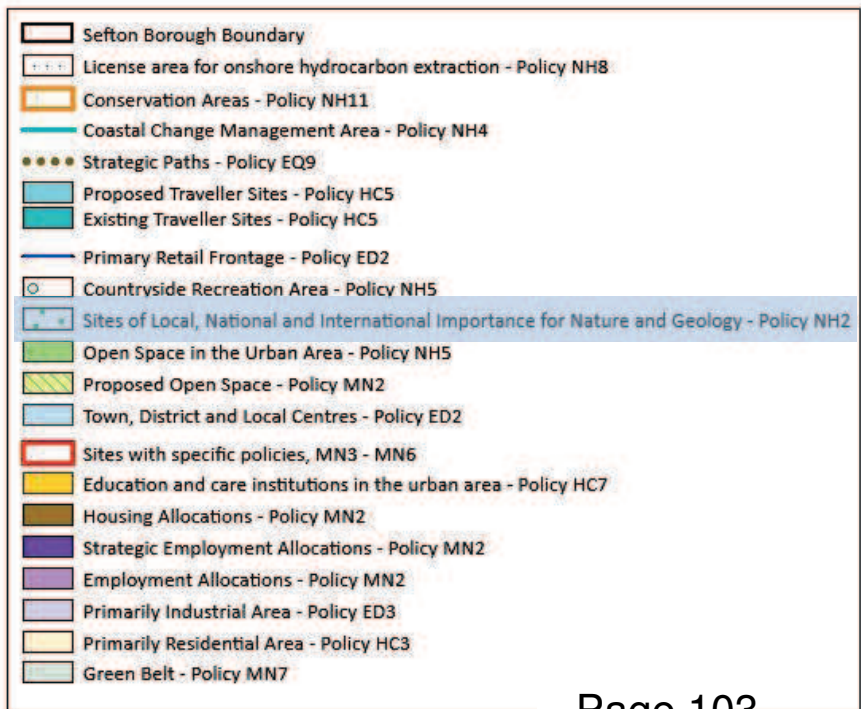 Sefton Borough Boundary
License area for onshore hydrocarbon extraction - Policy NH8
Conservation Areas - Policy NH11
Coastal Change Management Area - Policy NH4
Strategic Paths - Policy EQ9
Proposed Traveller Sites - Policy HC5
Existing Traveller Sites - Policy HC5
Primary Retail Frontage - Policy ED2
Countryside Recreation Area - Policy NH5
Sites of Local, National and International Importance for Nature and Geology - Policy NH2
Open Space in the Urban Area - Policy NH5
Proposed Open Space - Policy MN2
Town, District and Local Centres - Policy ED2
Sites with specific policies, MN3 - MN6
Education and care institutions in the urban area - Policy HC7
Housing Allocations - Policy MN2
Strategic Employment Allocations - Policy MN2
Employment Allocations - Policy MN2
Primarily Industrial Area - Policy ED3
Primarily Residential Area - Policy HC3
Green Belt - Policy MN7
Page 103